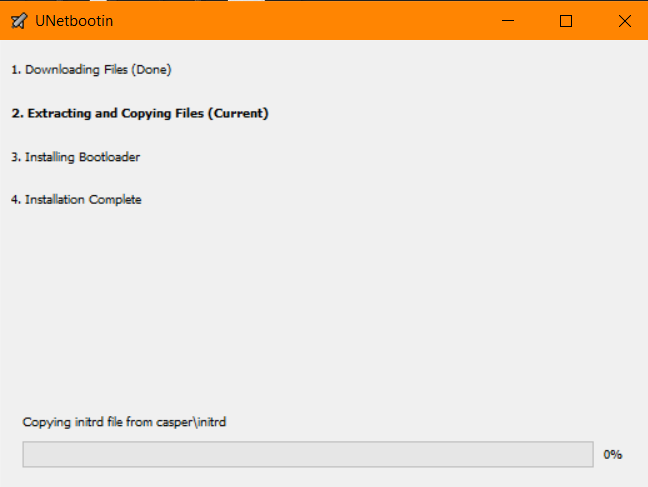 UNetbootin
1. Downloading Files (Done)
2. Extracting and Copying Files (Current)
3. Installing Bootloader
4. Installation Complete
Copying initrd file from casper\initrd
0%